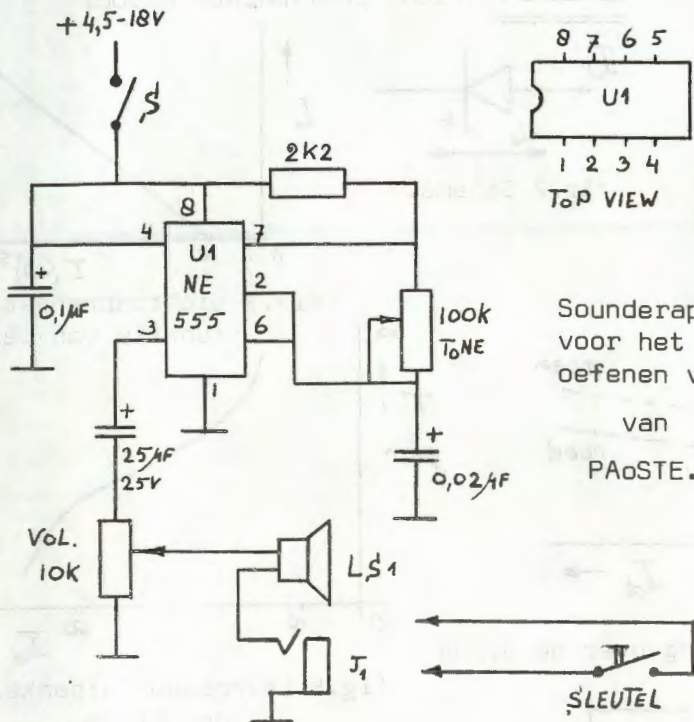 + 4,5-18V
S
8 7 6 5
U1
1 2 3 4
TOP VIEW
2K2
8
4
7
U1
NE
555
2
3
6
1
+
0,1µF
100K
TONE
+
25µF
25V
+
0,02µF
VOL.
10K
LS1
J1
SLEUTEL
Sounderap
voor het
oefenen v
van
PAoSTE.